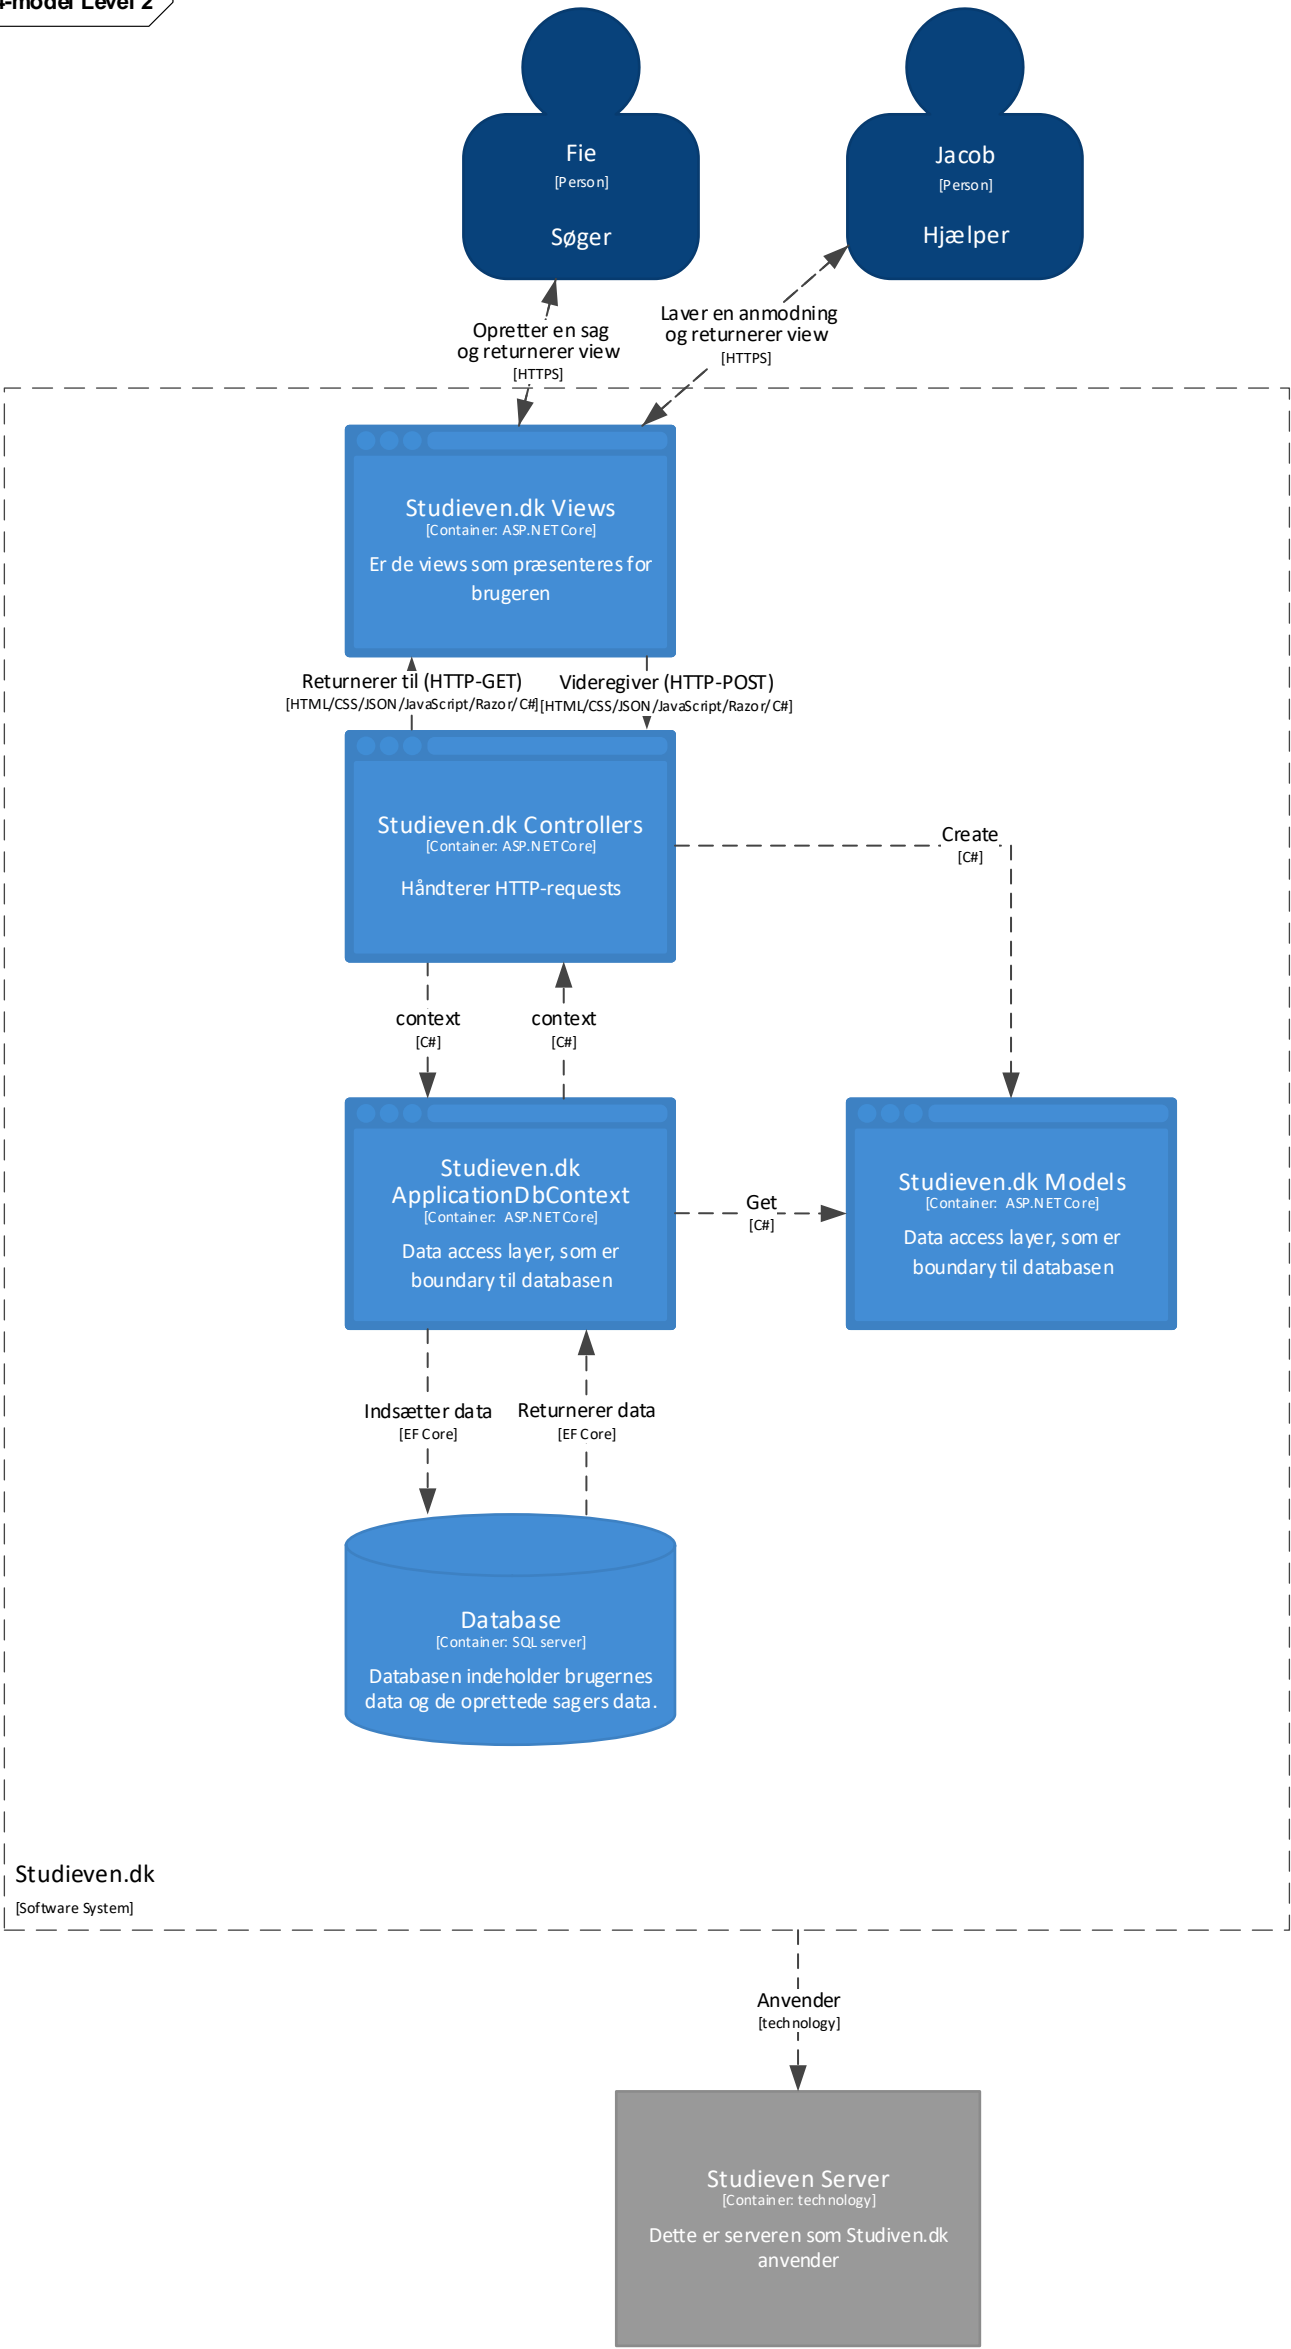 -model Level 2
Fie
[Person]
Søger
Jacob
[Person]
Hjælper
Opretter en sag
og returnerer view
[HTTPS]
Laver en anmodning
og returnerer view
[HTTPS]
Studieven.dk Views
[Container: ASP.NET Core]
Er de views som præsenteres for
brugeren
Returnerer til (HTTP-GET)
[HTML/CSS/JSON/JavaScript/Razor/C#]
Videregiver (HTTP-POST)
[HTML/CSS/JSON/JavaScript/Razor/C#]
Studieven.dk Controllers
[Container: ASP.NET Core]
Håndterer HTTP-requests
Create
[C#]
context
[C#]
context
[C#]
Studieven.dk
ApplicationDbContext
[Container: ASP.NET Core]
Data access layer, som er
boundary til databasen
Get
[C#]
Studieven.dk Models
[Container: ASP.NET Core]
Data access layer, som er
boundary til databasen
Indsætter data
[EF Core]
Returnerer data
[EF Core]
Database
[Container: SQL server]
Databasen indeholder brugernes
data og de oprettede sagers data.
Studieven.dk
[Software System]
Anvender
[technology]
Studieven Server
[Container: technology]
Dette er serveren som Studiven.dk
anvender